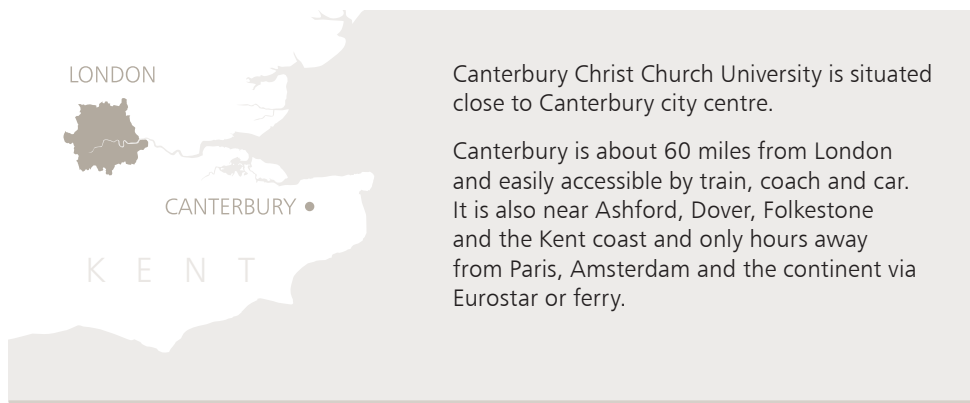 LONDON
CANTERBURY
K E N T
Canterbury Christ Church University is situated
close to Canterbury city centre.
Canterbury is about 60 miles from London
and easily accessible by train, coach and car.
It is also near Ashford, Dover, Folkestone
and the Kent coast and only hours away
from Paris, Amsterdam and the continent via
Eurostar or ferry.